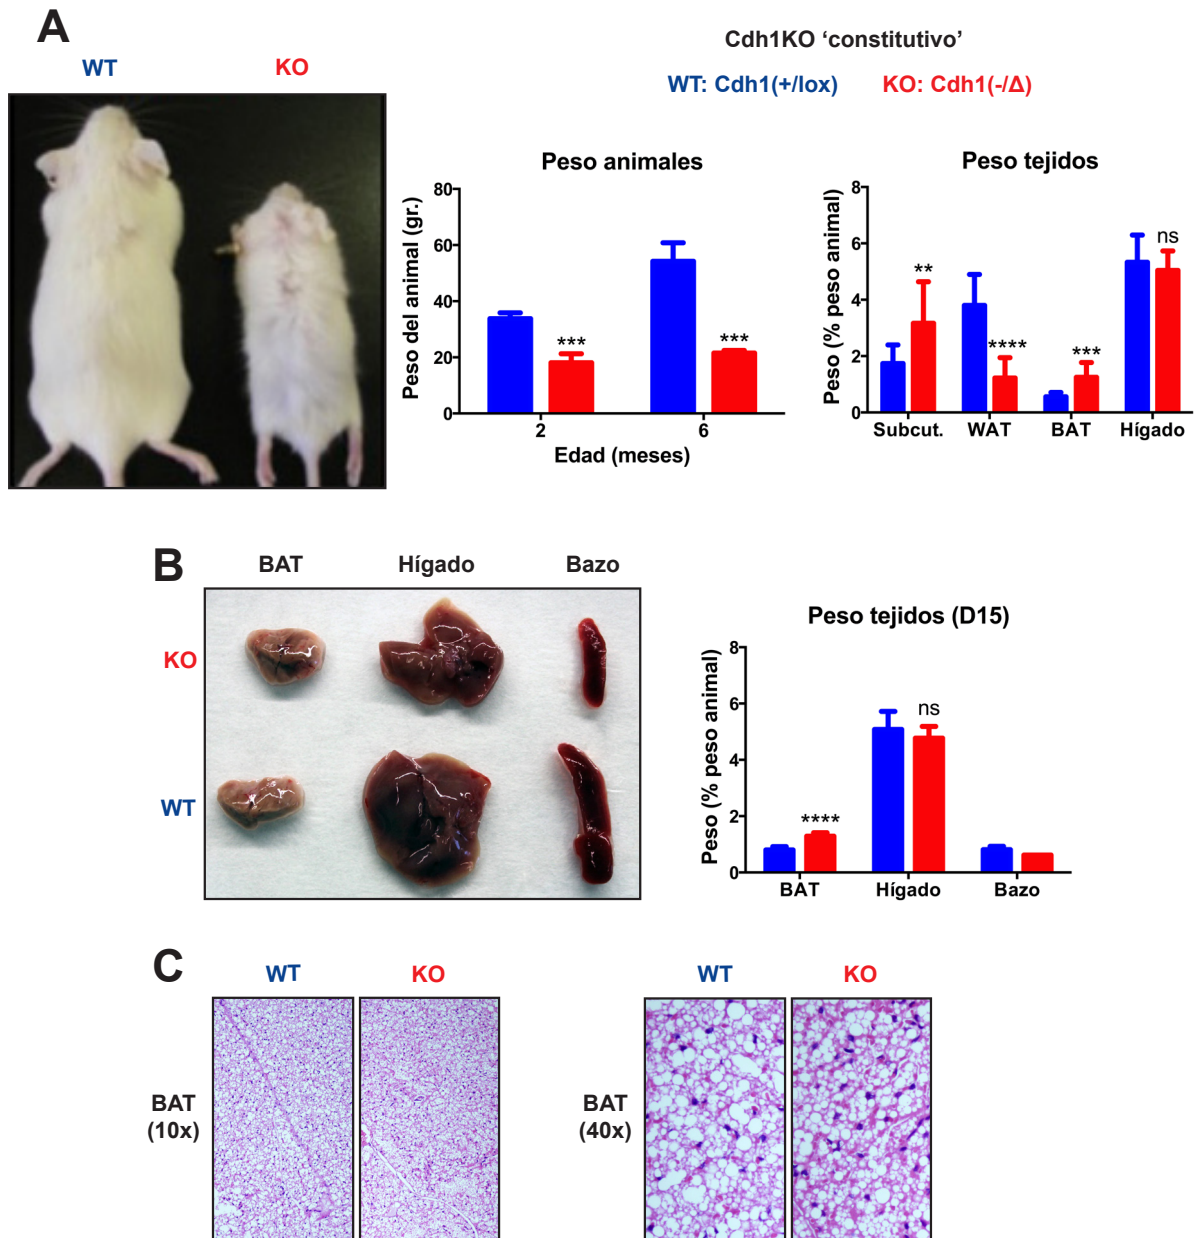 A
WT
KO
Cdh1KO ‘constitutivo’
WT: Cdh1(+/lox) KO: Cdh1(-/Δ)
Peso animales
Peso del animal (gr.)
80
60
40
20
0
***
***
2
6
Edad (meses)
Peso tejidos
Peso (% peso animal)
8
6
4
2
0
**
****
***
ns
Subcut. WAT BAT Hígado
B
BAT Hígado Bazo
KO
WT
Peso tejidos (D15)
Peso (% peso animal)
8
6
4
2
0
****
ns
BAT Hígado Bazo
C
WT KO
BAT
(10x)
WT KO
BAT
(40x)